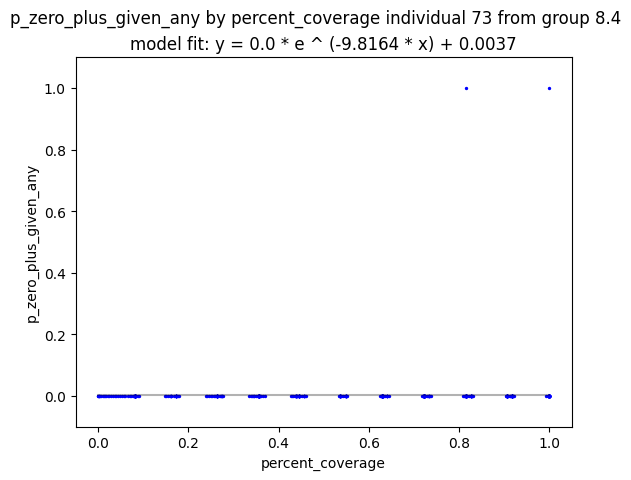 p_zero_plus_given_any by percent_coverage individual 73 from group 8.4
model fit: y = 0.0 * e ^ (-9.8164 * x) + 0.0037
1.0
0.8
0.6
0.4
0.2
0.0
p_zero_plus_given_any
0.0 0.2 0.4 0.6 0.8 1.0
percent_coverage